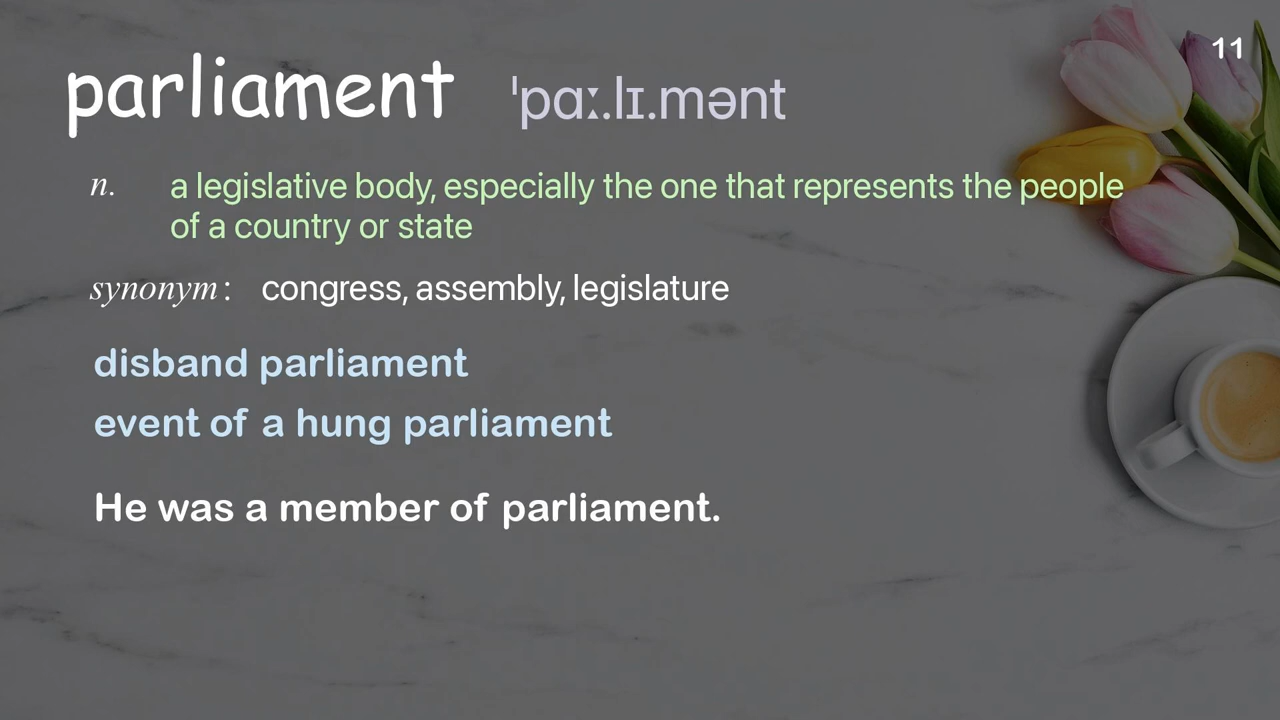 11
parliament ˈpɑː.lɪ.mənt
n. a legislative body, especially the one that represents the people
of a country or state
synonym: congress, assembly, legislature
disband parliament
event of a hung parliament
He was a member of parliament.